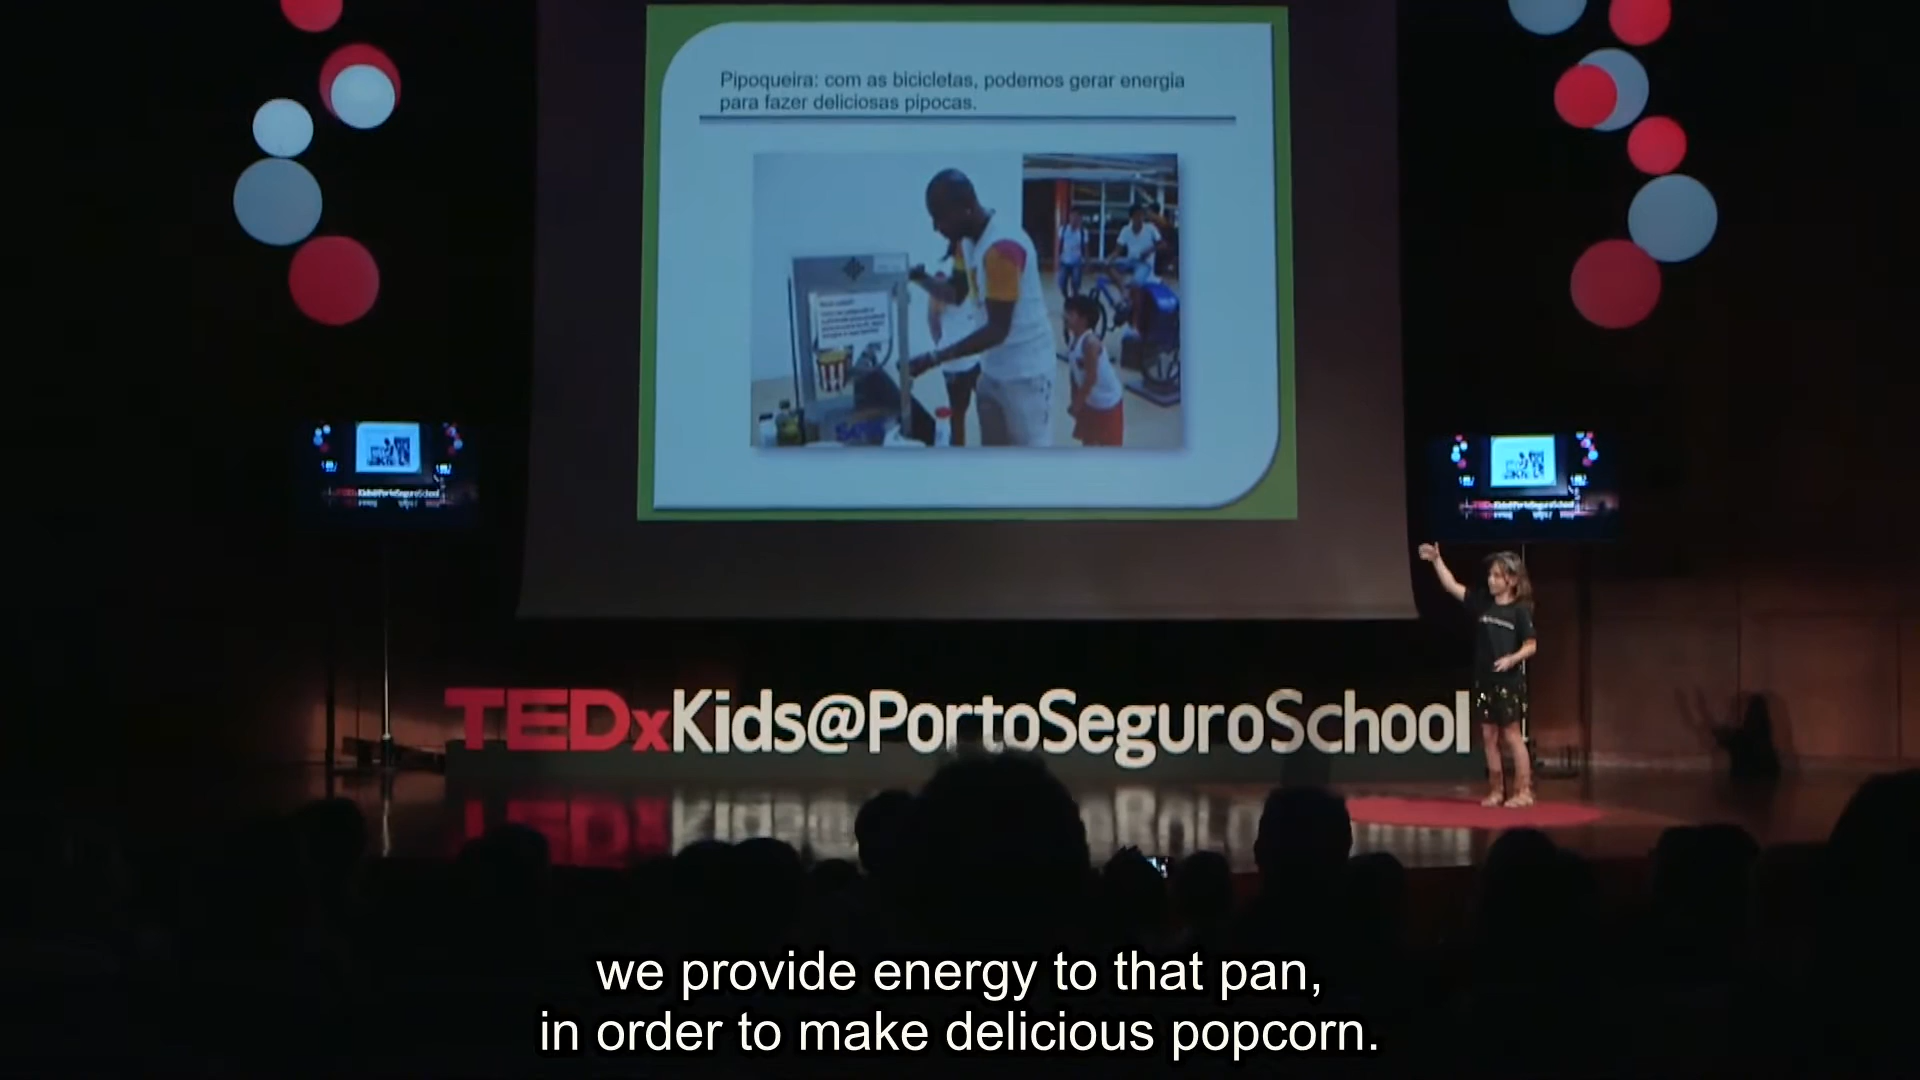 Pipoqueira: com as bicicletas, podemos gerar energia
para fazer deliciosas pipocas.
TEDxKids@PortoSeguroSchool
we provide energy to that pan,
in order to make delicious popcorn.